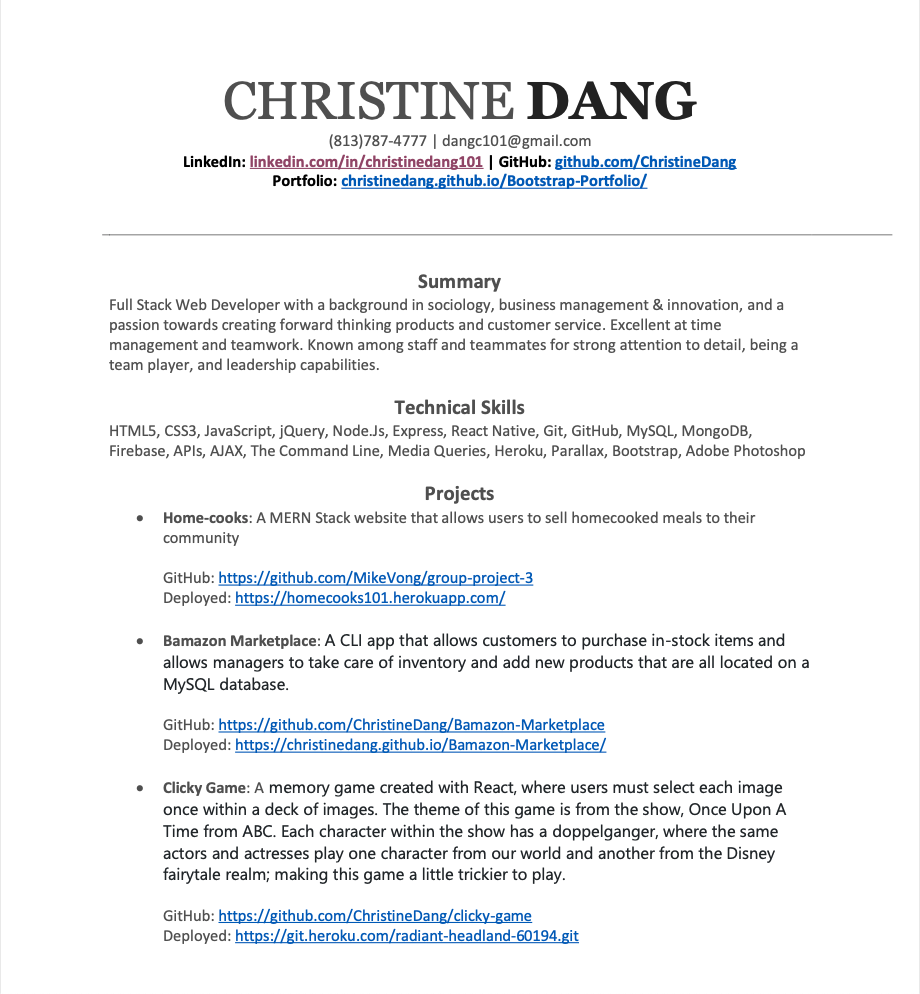 CHRISTINE DANG
(813)787-4777 | dangc101@gmail.com
LinkedIn: linkedin.com/in/christinedang101 | GitHub: github.com/ChristineDang
Portfolio: christinedang.github.io/Bootstrap-Portfolio/
Summary
Full Stack Web Developer with a background in sociology, business management & innovation, and a
passion towards creating forward thinking products and customer service. Excellent at time
management and teamwork. Known among staff and teammates for strong attention to detail, being a
team player, and leadership capabilities.
Technical Skills
HTML5, CSS3, JavaScript, jQuery, Node.Js, Express, React Native, Git, GitHub, MySQL, MongoDB,
Firebase, APIs, AJAX, The Command Line, Media Queries, Heroku, Parallax, Bootstrap, Adobe Photoshop
Projects
• Home-cooks: A MERN Stack website that allows users to sell homecooked meals to their
community
GitHub: https://github.com/MikeVong/group-project-3
Deployed: https://homecooks101.herokuapp.com/
• Bamazon Marketplace: A CLI app that allows customers to purchase in-stock items and
allows managers to take care of inventory and add new products that are all located on a
MySQL database.
GitHub: https://github.com/ChristineDang/Bamazon-Marketplace
Deployed: https://christinedang.github.io/Bamazon-Marketplace/
• Clicky Game: A memory game created with React, where users must select each image
once within a deck of images. The theme of this game is from the show, Once Upon A
Time from ABC. Each character within the show has a doppelganger, where the same
actors and actresses play one character from our world and another from the Disney
fairytale realm; making this game a little trickier to play.
GitHub: https://github.com/ChristineDang/clicky-game
Deployed: https://git.heroku.com/radiant-headland-60194.git